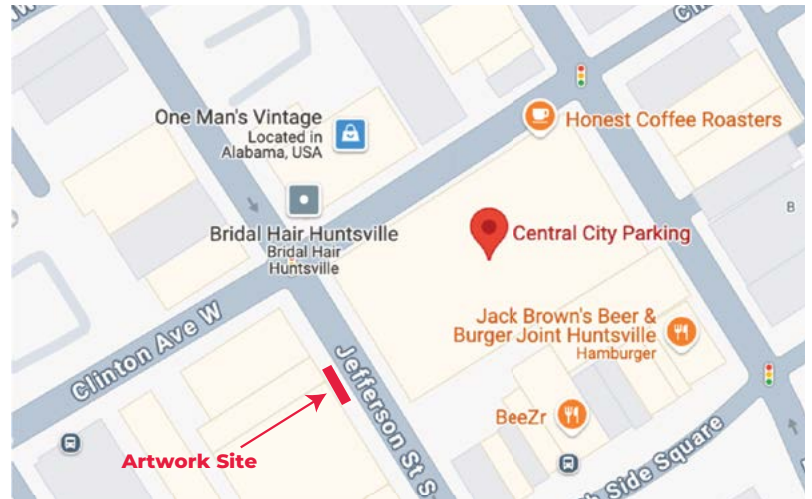 One Man's Vintage
Located in
Alabama, USA
Honest Coffee Roasters
B
Bridal Hair Huntsville
Bridal Hair
Huntsville
Central City Parking
Jack Brown's Beer &
Burger Joint Huntsville
Hamburger
Clinton Ave W
Jefferson St S
BeeZr
Artwork Site
Side Square